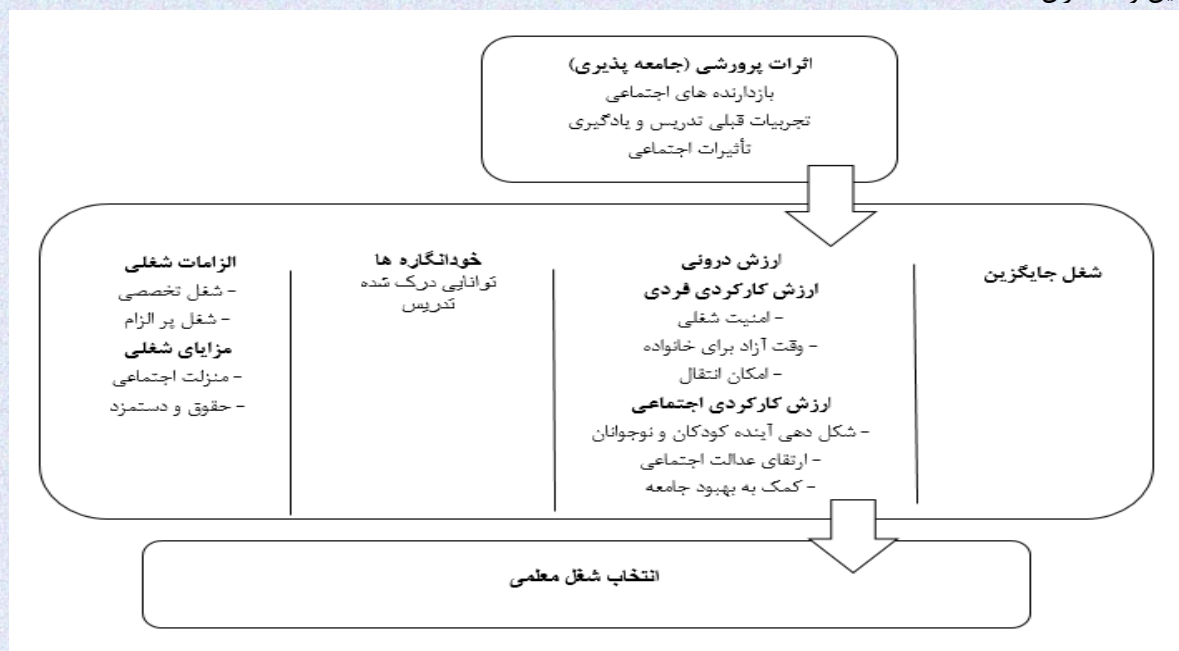 اثرات پرورشی (جامعه پذیری)
بازدارنده های اجتماعی
تجربیات قبلی تدریس و یادگیری
تأثیرات اجتماعی
شغل جایگزین
ارزش درونی
ارزش کارکردی فردی
- امنیت شغلی
- وقت آزاد برای خانواده
- امکان انتقال
ارزش کارکردی اجتماعی
- شکل دهی آینده کودکان و نوجوانان
- ارتقای عدالت اجتماعی
- کمک به بهبود جامعه
خودانگاره ها
توانایی درک شده
تدریس
الزامات شغلی
- شغل تخصصی
- شغل پر الزام
مزایای شغلی
- منزلت اجتماعی
- حقوق و دستمزد
انتخاب شغل معلمی